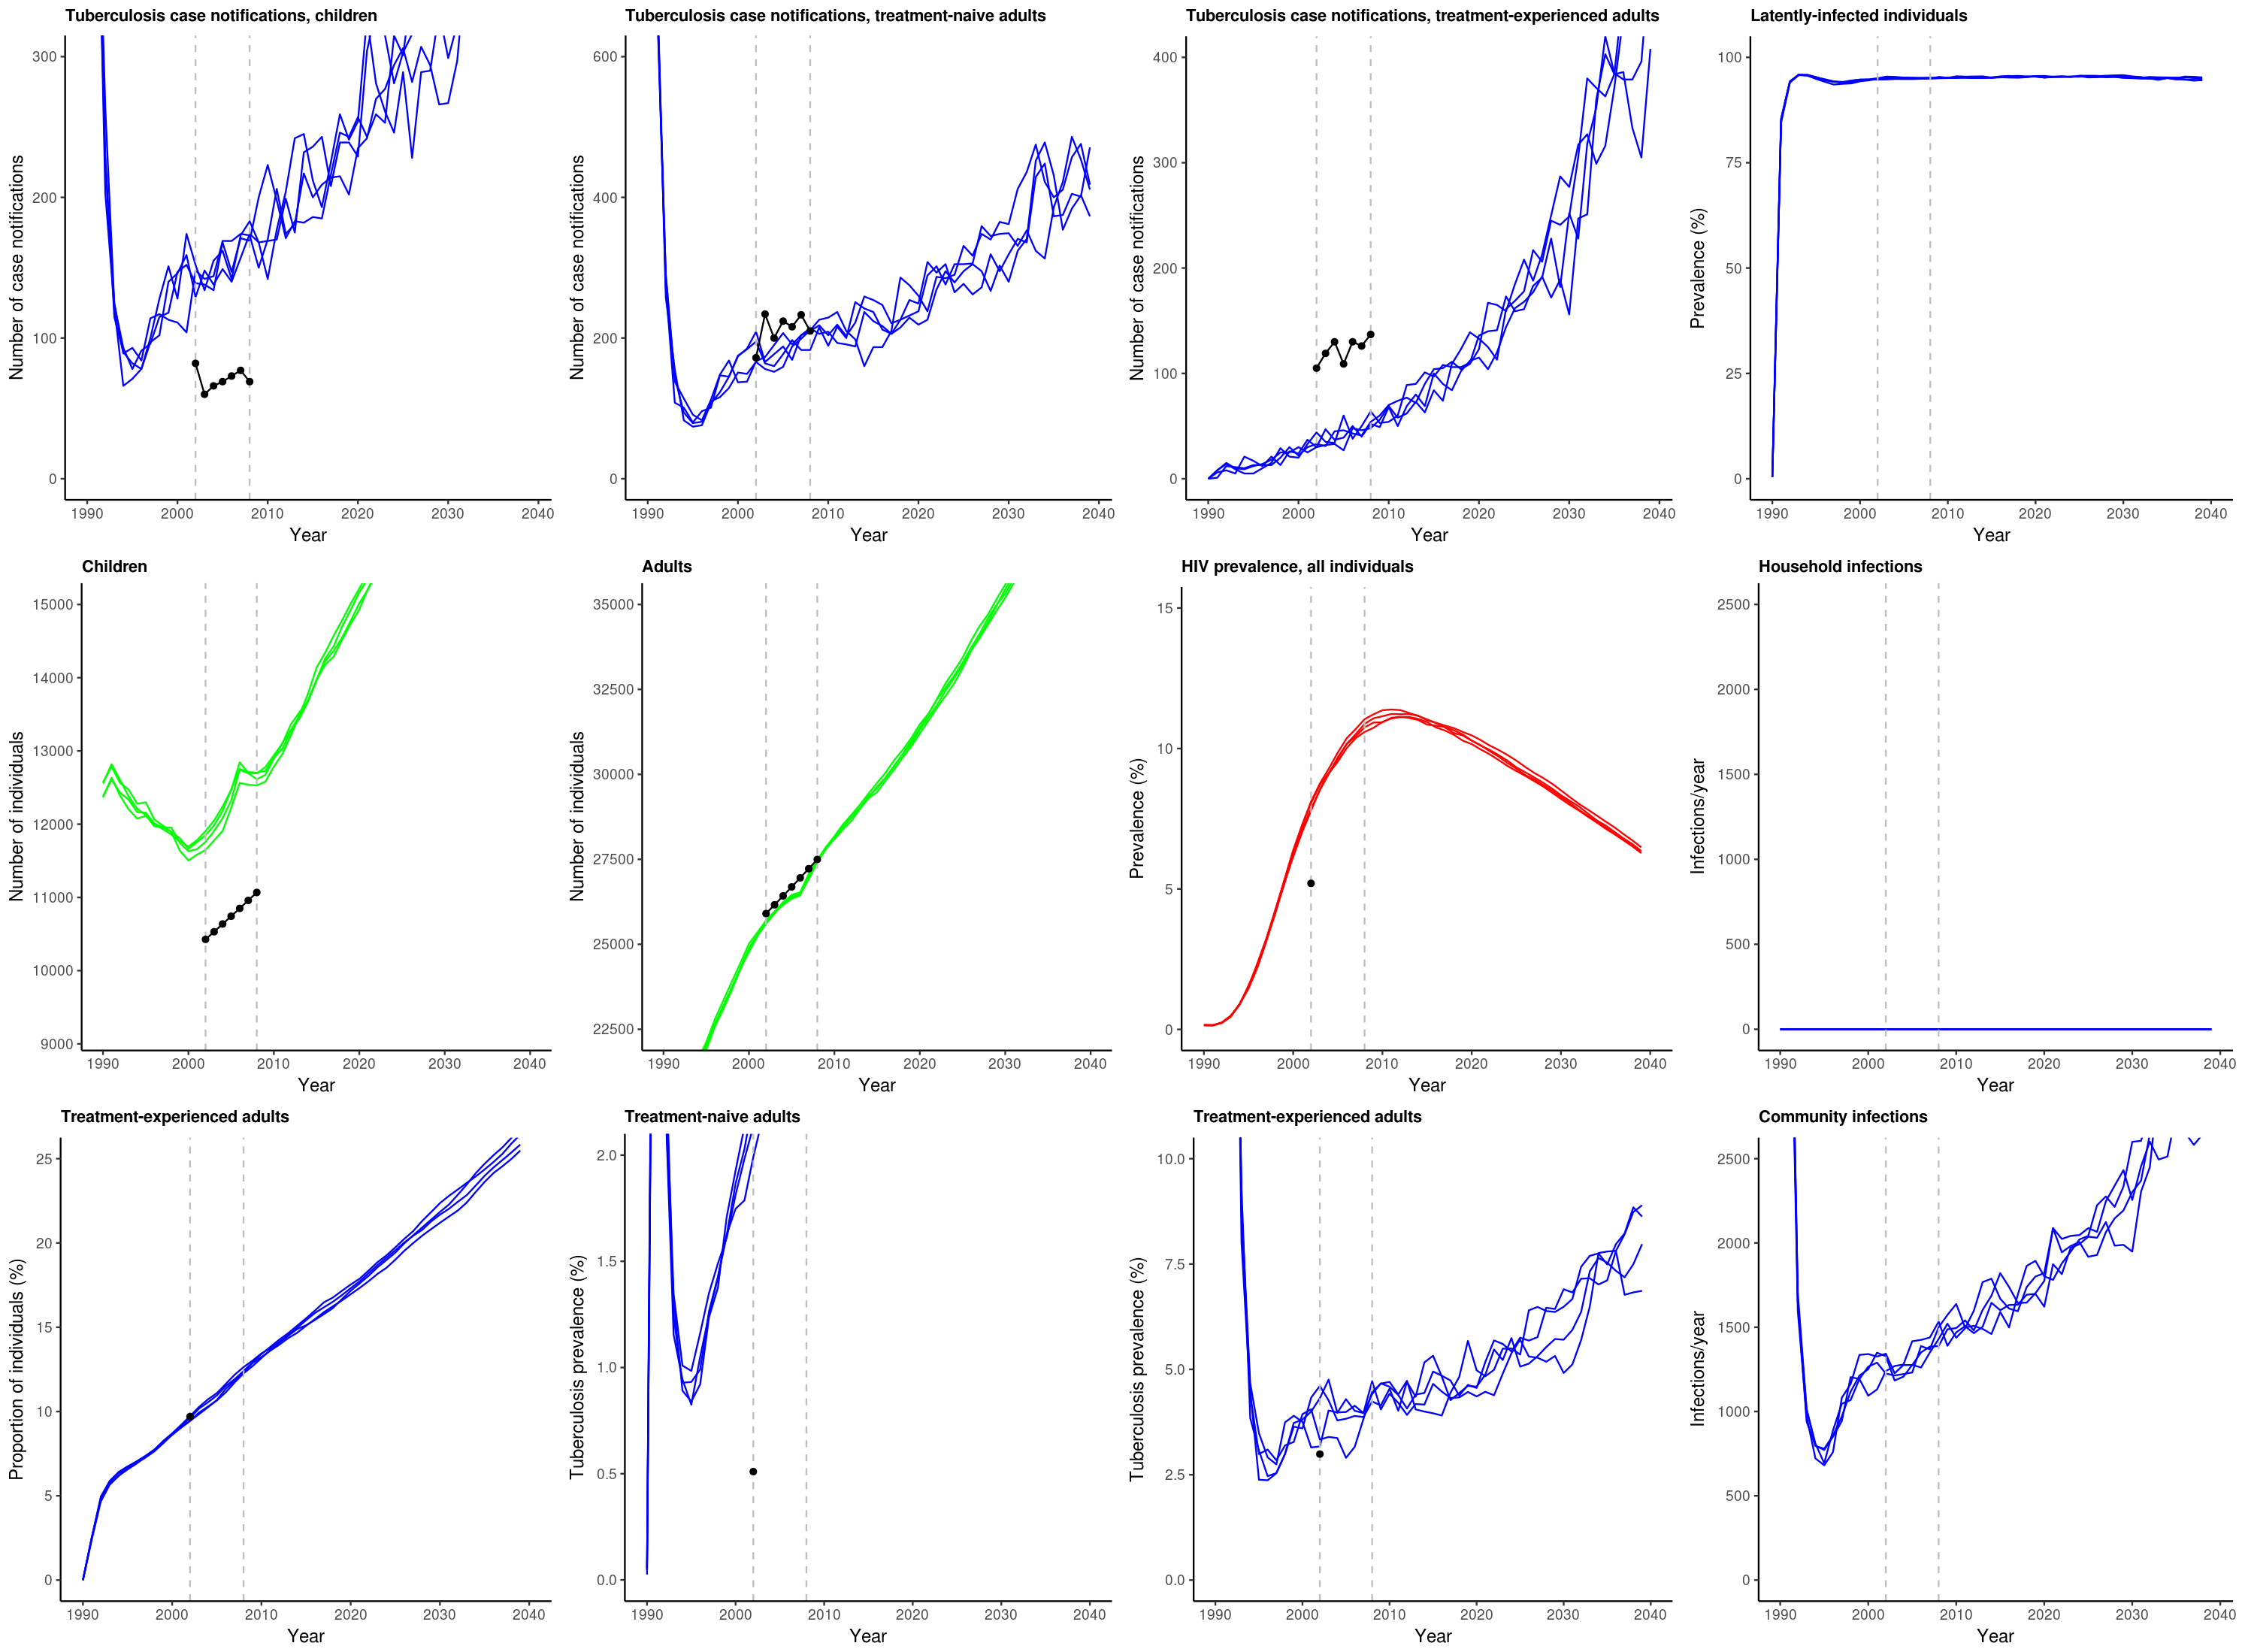 Tuberculosis case notifications, children
Number of case notifications
300
200
100
0
1990 2000 2010 2020 2030 2040
Year
Tuberculosis case notifications, treatment-naive adults
Number of case notifications
600
400
200
0
1990 2000 2010 2020 2030 2040
Year
Tuberculosis case notifications, treatment-experienced adults
Number of case notifications
400
300
200
100
0
1990 2000 2010 2020 2030 2040
Year
Latently-infected individuals
Prevalence (%)
100
75
50
25
0
1990 2000 2010 2020 2030 2040
Year
Children
Number of individuals
15000
14000
13000
12000
11000
10000
9000
1990 2000 2010 2020 2030 2040
Year
Adults
Number of individuals
35000
32500
30000
27500
25000
22500
1990 2000 2010 2020 2030 2040
Year
HIV prevalence, all individuals
Prevalence (%)
15
10
5
0
1990 2000 2010 2020 2030 2040
Year
Household infections
Infections/year
2500
2000
1500
1000
500
0
1990 2000 2010 2020 2030 2040
Year
Treatment-experienced adults
Proportion of individuals (%)
25
20
15
10
5
0
1990 2000 2010 2020 2030 2040
Year
Treatment-naive adults
Tuberculosis prevalence (%)
2.0
1.5
1.0
0.5
0.0
1990 2000 2010 2020 2030 2040
Year
Treatment-experienced adults
Tuberculosis prevalence (%)
10.0
7.5
5.0
2.5
0.0
1990 2000 2010 2020 2030 2040
Year
Community infections
Infections/year
2500
2000
1500
1000
500
0
1990 2000 2010 2020 2030 2040
Year